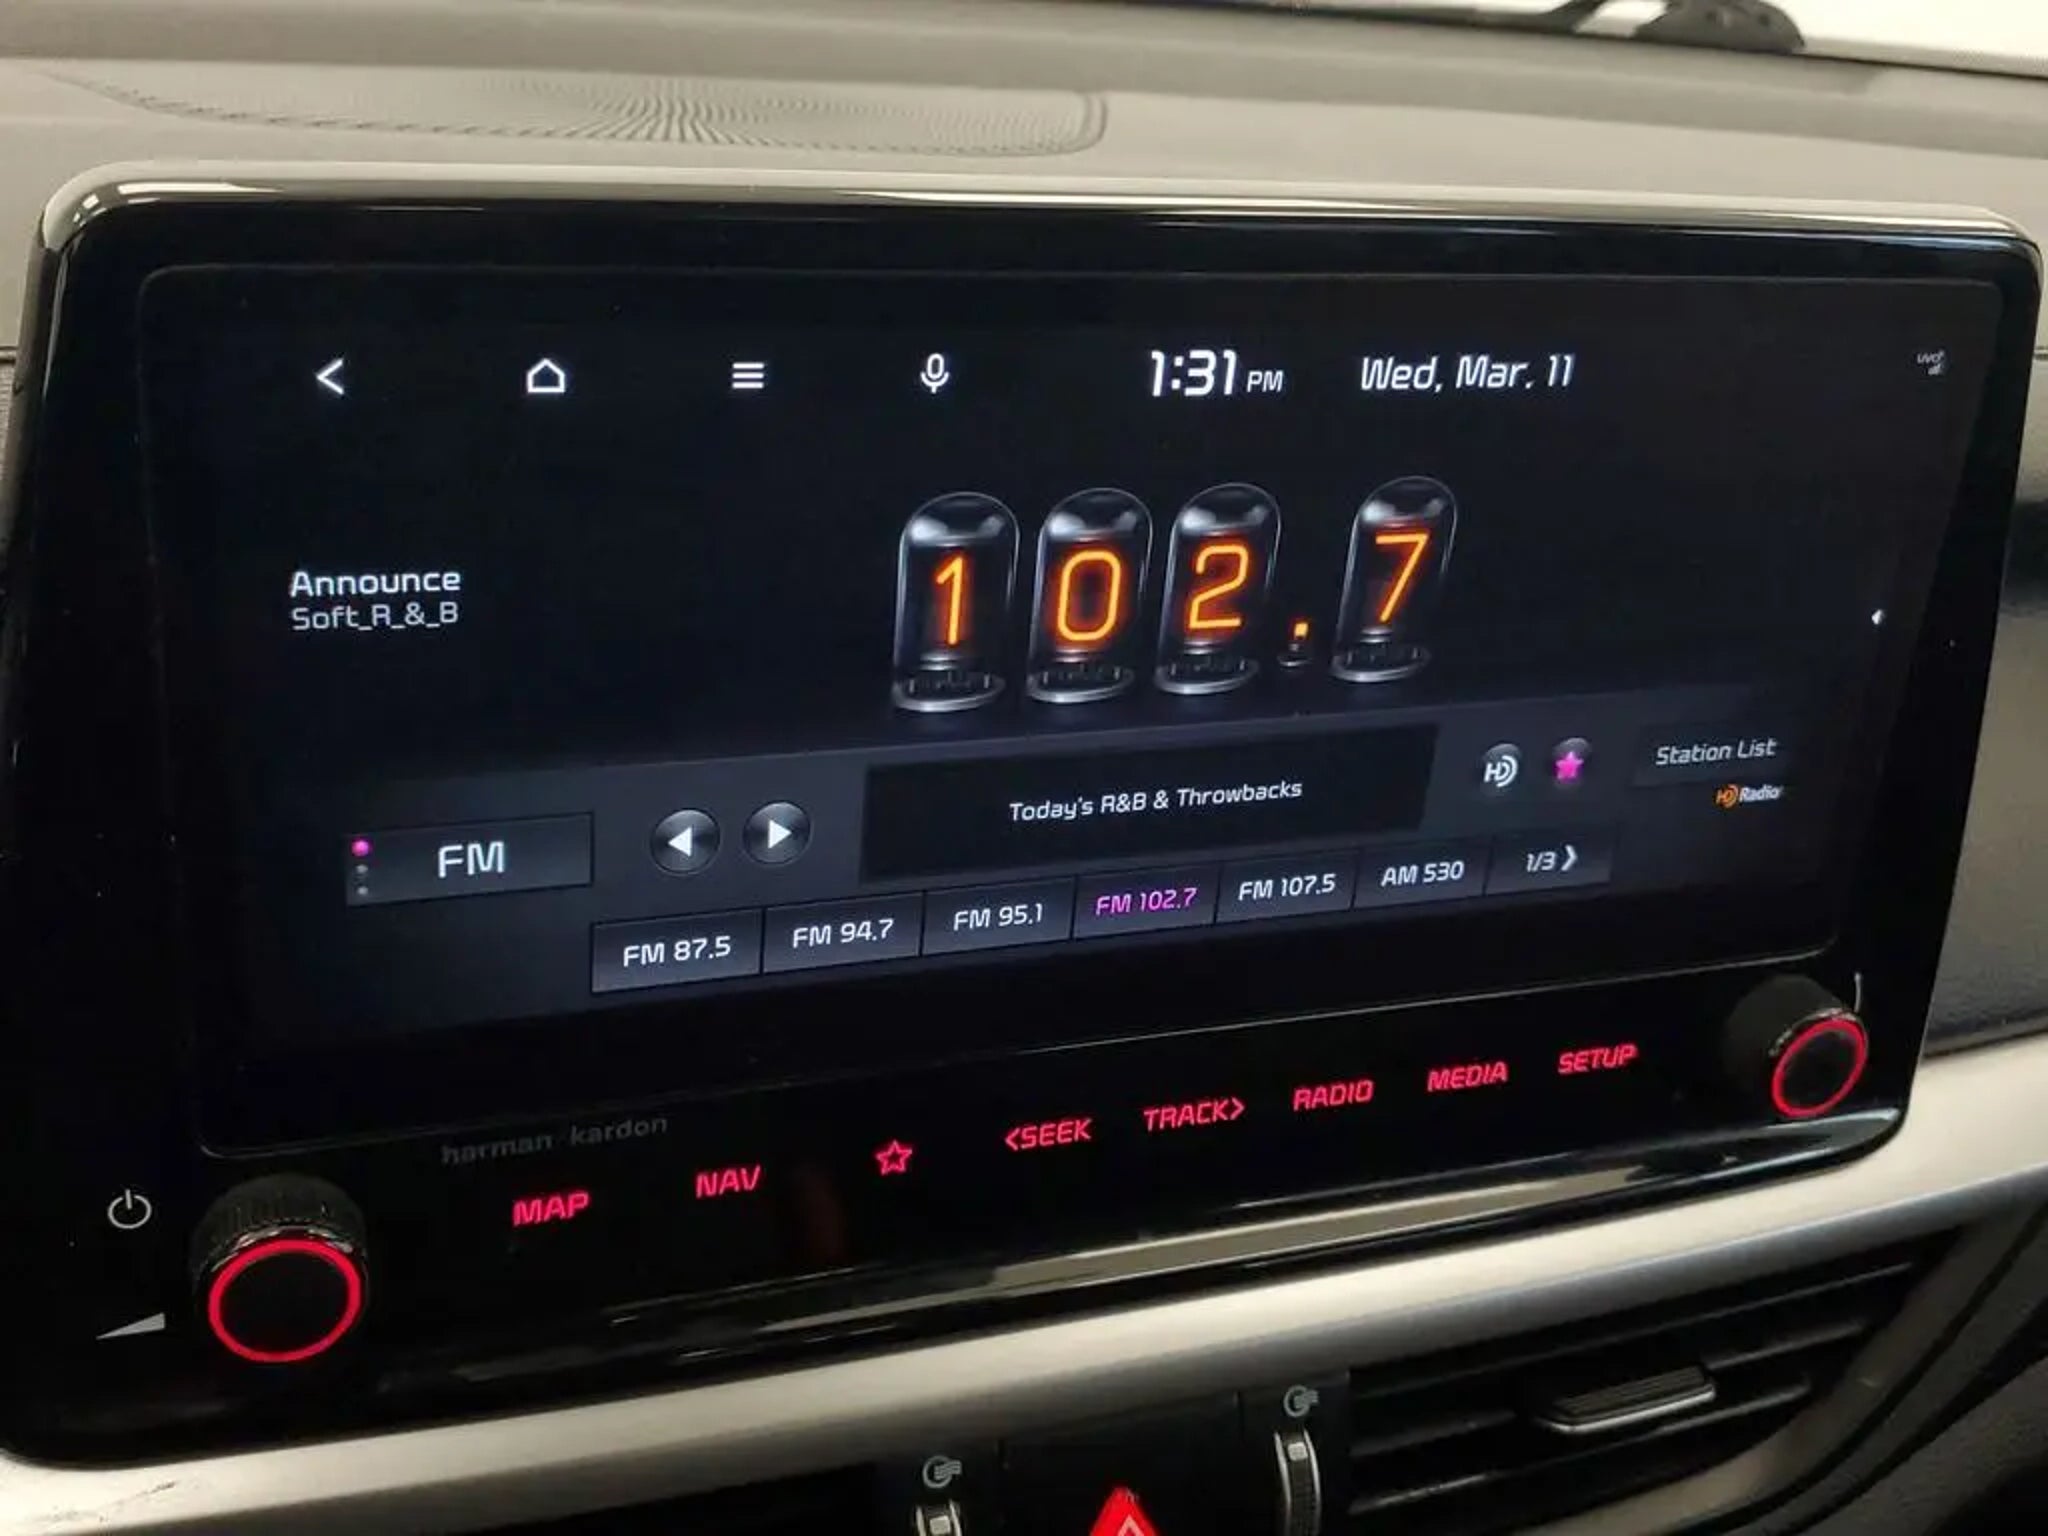 1:31 PM Wed, Mar. 11
UVO
Announce
Soft_R_&_B
102.7
Today's R&B & Throwbacks
HD
Station List
HD Radio
FM
FM 87.5
FM 94.7
FM 95.1
FM 102.7
FM 107.5
AM 530
1/3 >
harman/kardon
MAP
NAV
<SEEK
TRACK>
RADIO
MEDIA
SETUP